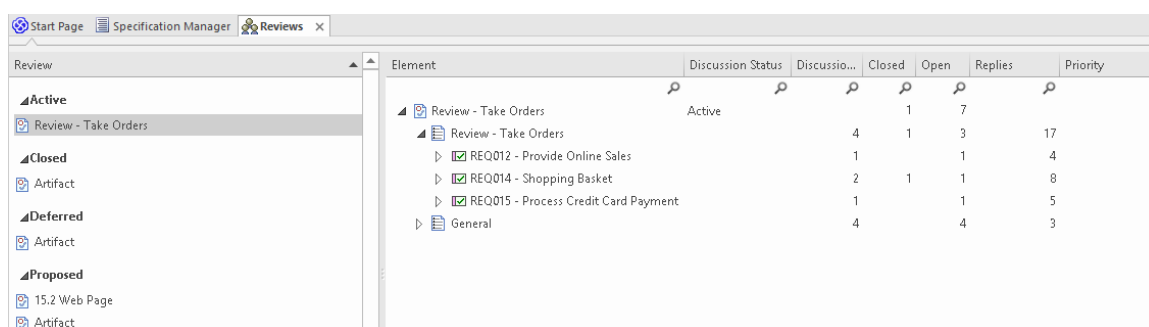 Start Page Specification Manager Reviews ×
Review Element Discussion Status Discussio... Closed Open Replies Priority
Active
Review - Take Orders
Closed
Artifact
Deferred
Artifact
Proposed
15.2 Web Page
Artifact
Review - Take Orders Active 1 7
Review - Take Orders 4 1 3 17
REQ012 - Provide Online Sales 1 1 4
REQ014 - Shopping Basket 2 1 1 8
REQ015 - Process Credit Card Payment 1 1 5
General 4 4 3